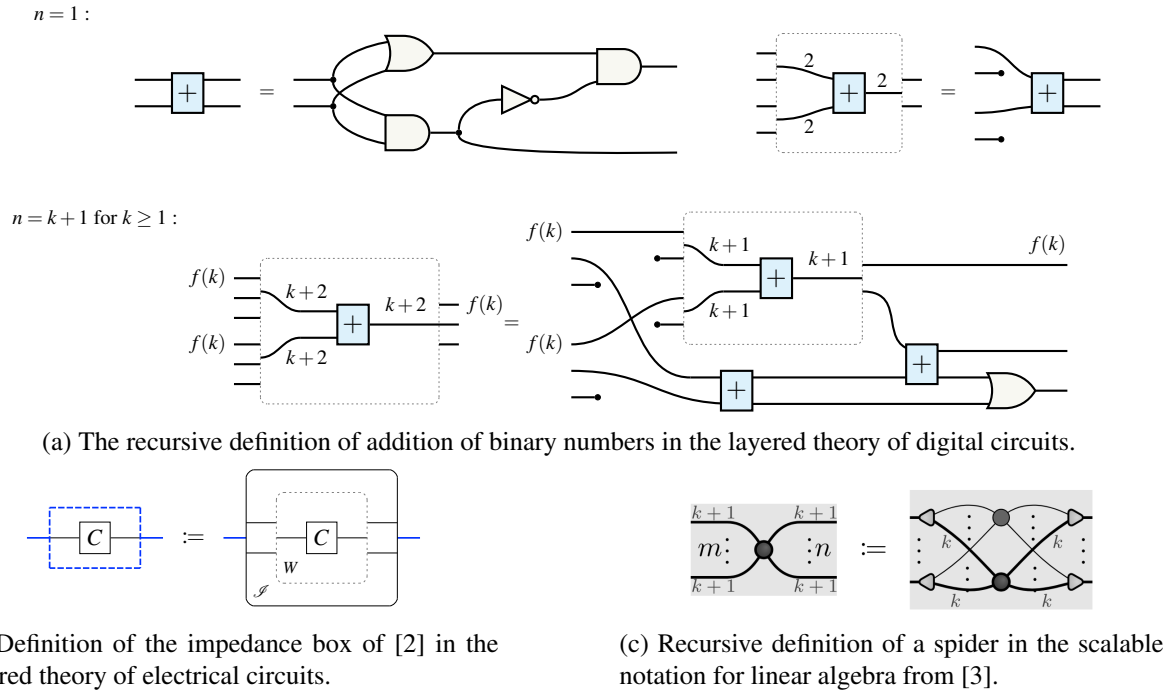 n = 1 :
+
=
2
2
+
2
=
+
n = k + 1 for k ≥ 1 :
f(k)
f(k)
k + 2
k + 2
+
k + 2
f(k)
=
f(k)
f(k)
k + 1
k + 1
+
k + 1
f(k)
+
+
(a) The recursive definition of addition of binary numbers in the layered theory of digital circuits.
C
:=
C
W
ℐ
k + 1
k + 1
m ⋮
⋮ n
k + 1
k + 1
:=
k
k
k
k
Definition of the impedance box of [2] in the
red theory of electrical circuits.
(c) Recursive definition of a spider in the scalable
notation for linear algebra from [3].